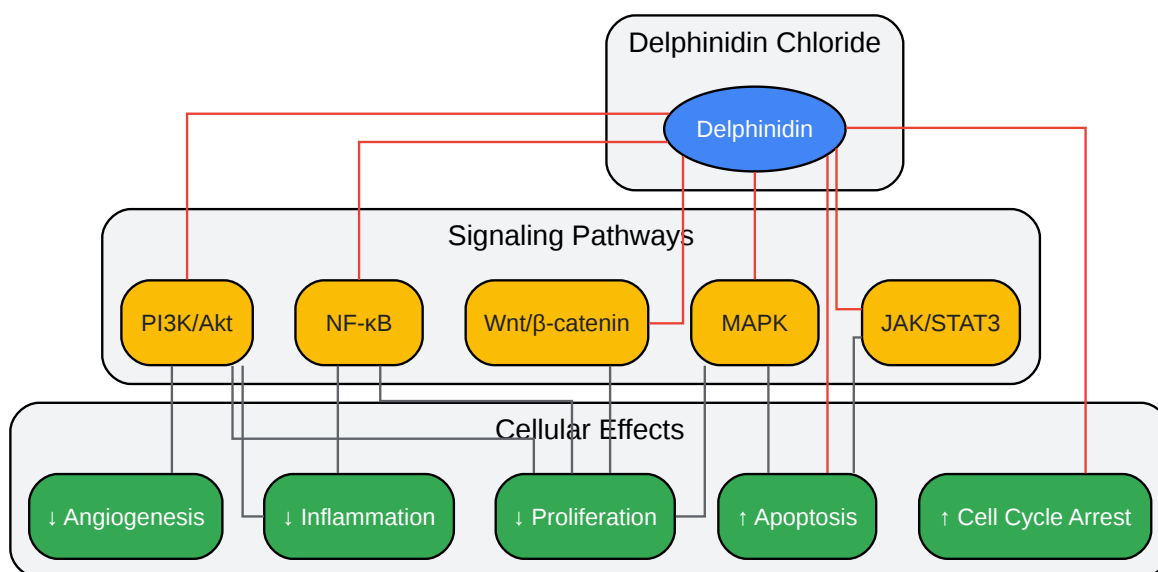 Delphinidin Chloride
Delphinidin
Signaling Pathways
PI3K/Akt
NF-κB
Wnt/β-catenin
MAPK
JAK/STAT3
Cellular Effects
↓ Angiogenesis
↓ Inflammation
↓ Proliferation
↑ Apoptosis
↑ Cell Cycle Arrest